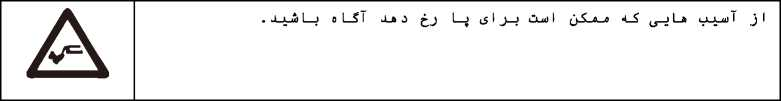 از آسیب هایی که ممکن است برای پا رخ دهد آگاه باشید.